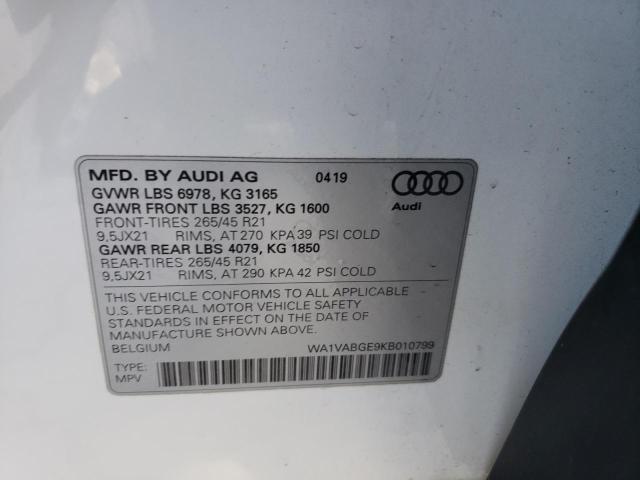 MFD. BY AUDI AG 0419
GVWR LBS 6978, KG 3165
GAWR FRONT LBS 3527, KG 1600
FRONT-TIRES 265/45 R21
9,5JX21 RIMS, AT 270 KPA 39 PSI COLD
GAWR REAR LBS 4079, KG 1850
REAR-TIRES 265/45 R21
9,5JX21 RIMS, AT 290 KPA 42 PSI COLD
Audi
THIS VEHICLE CONFORMS TO ALL APPLICABLE
U.S. FEDERAL MOTOR VEHICLE SAFETY
STANDARDS IN EFFECT ON THE DATE OF
MANUFACTURE SHOWN ABOVE.
BELGIUM WA1VABGE9KB010799
TYPE:
MPV